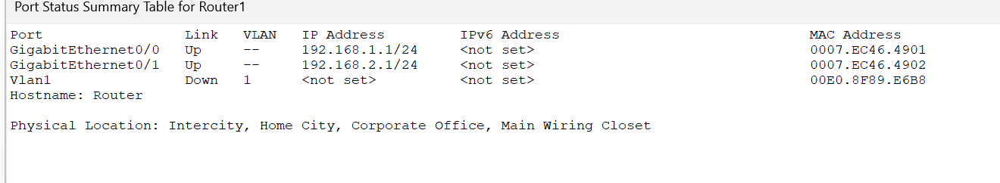 Port Status Summary Table for Router1
Port Link VLAN IP Address IPv6 Address MAC Address
GigabitEthernet0/0 Up -- 192.168.1.1/24 <not set> 0007.EC46.4901
GigabitEthernet0/1 Up -- 192.168.2.1/24 <not set> 0007.EC46.4902
Vlan1 Down 1 <not set> <not set> 00E0.8F89.E6B8
Hostname: Router
Physical Location: Intercity, Home City, Corporate Office, Main Wiring Closet